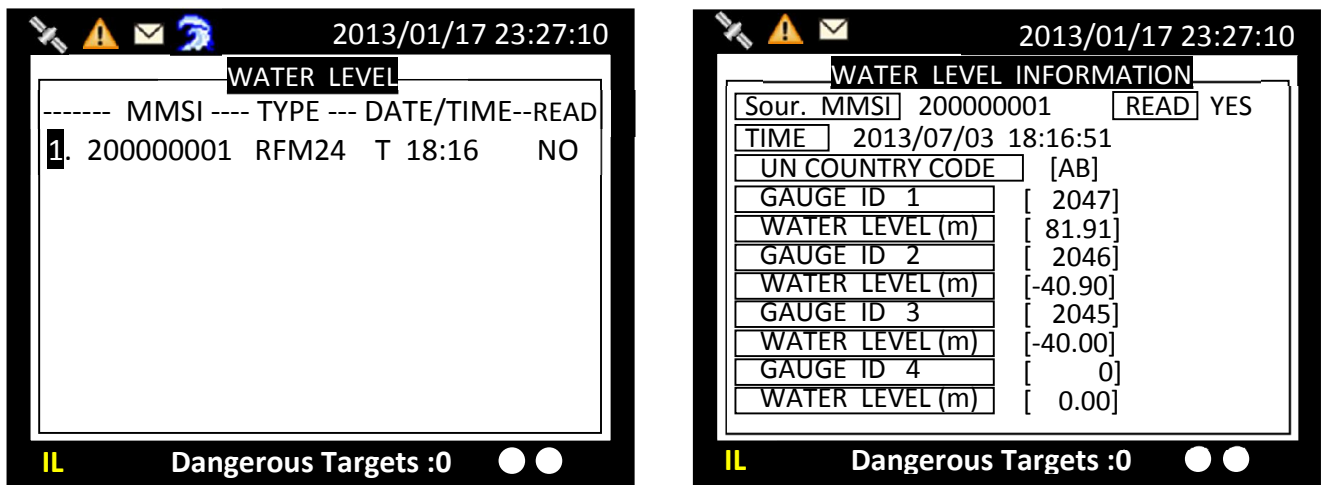 2013/01/17 23:27:10
WATER LEVEL
------- MMSI ---- TYPE --- DATE/TIME--READ
1. 200000001 RFM24 T 18:16 NO
IL Dangerous Targets :0
2013/01/17 23:27:10
WATER LEVEL INFORMATION
Sour. MMSI 200000001 READ YES
TIME 2013/07/03 18:16:51
UN COUNTRY CODE [AB]
GAUGE ID 1 [ 2047]
WATER LEVEL (m) [ 81.91]
GAUGE ID 2 [ 2046]
WATER LEVEL (m) [-40.90]
GAUGE ID 3 [ 2045]
WATER LEVEL (m) [-40.00]
GAUGE ID 4 [ 0]
WATER LEVEL (m) [ 0.00]
IL Dangerous Targets :0